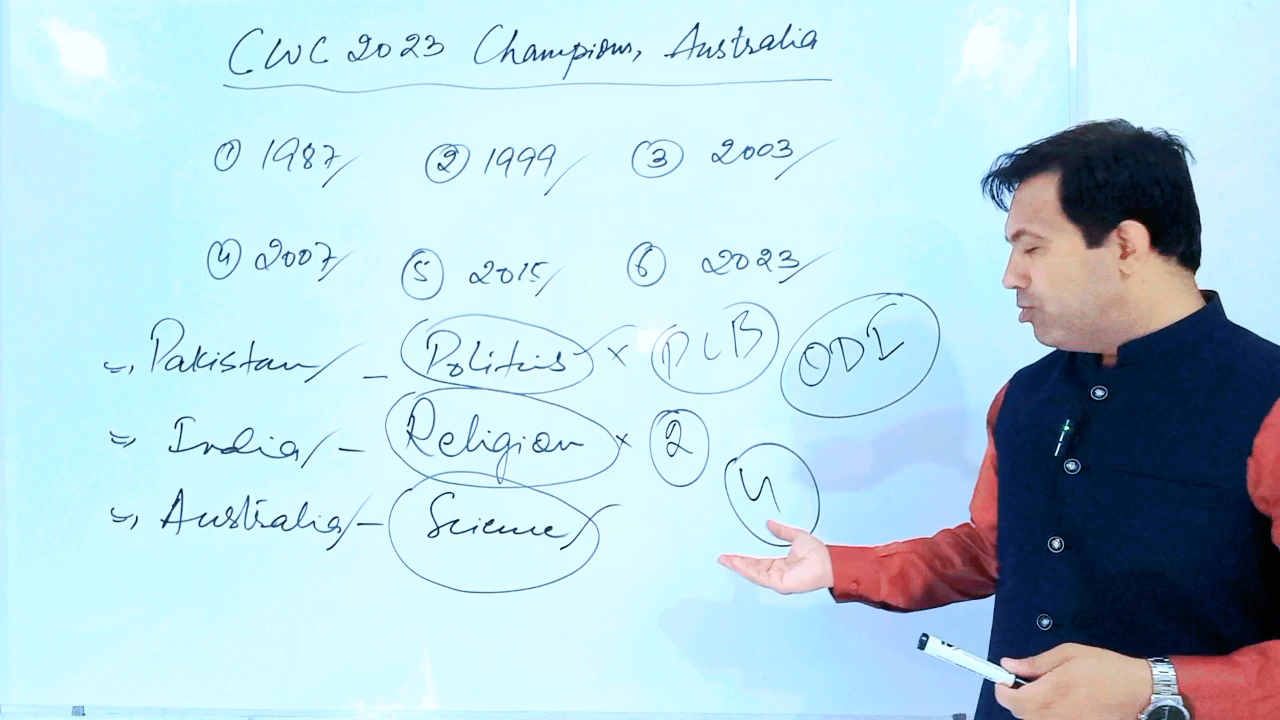 CWC 2023 Champions, Australia
① 1987/ ② 1999/ ③ 2003/
④ 2007/ ⑤ 2015/ ⑥ 2023/
Pakistan/ - Politics × PCB ODI
India/ - Religion × 2
Australia/ - Science/ 4